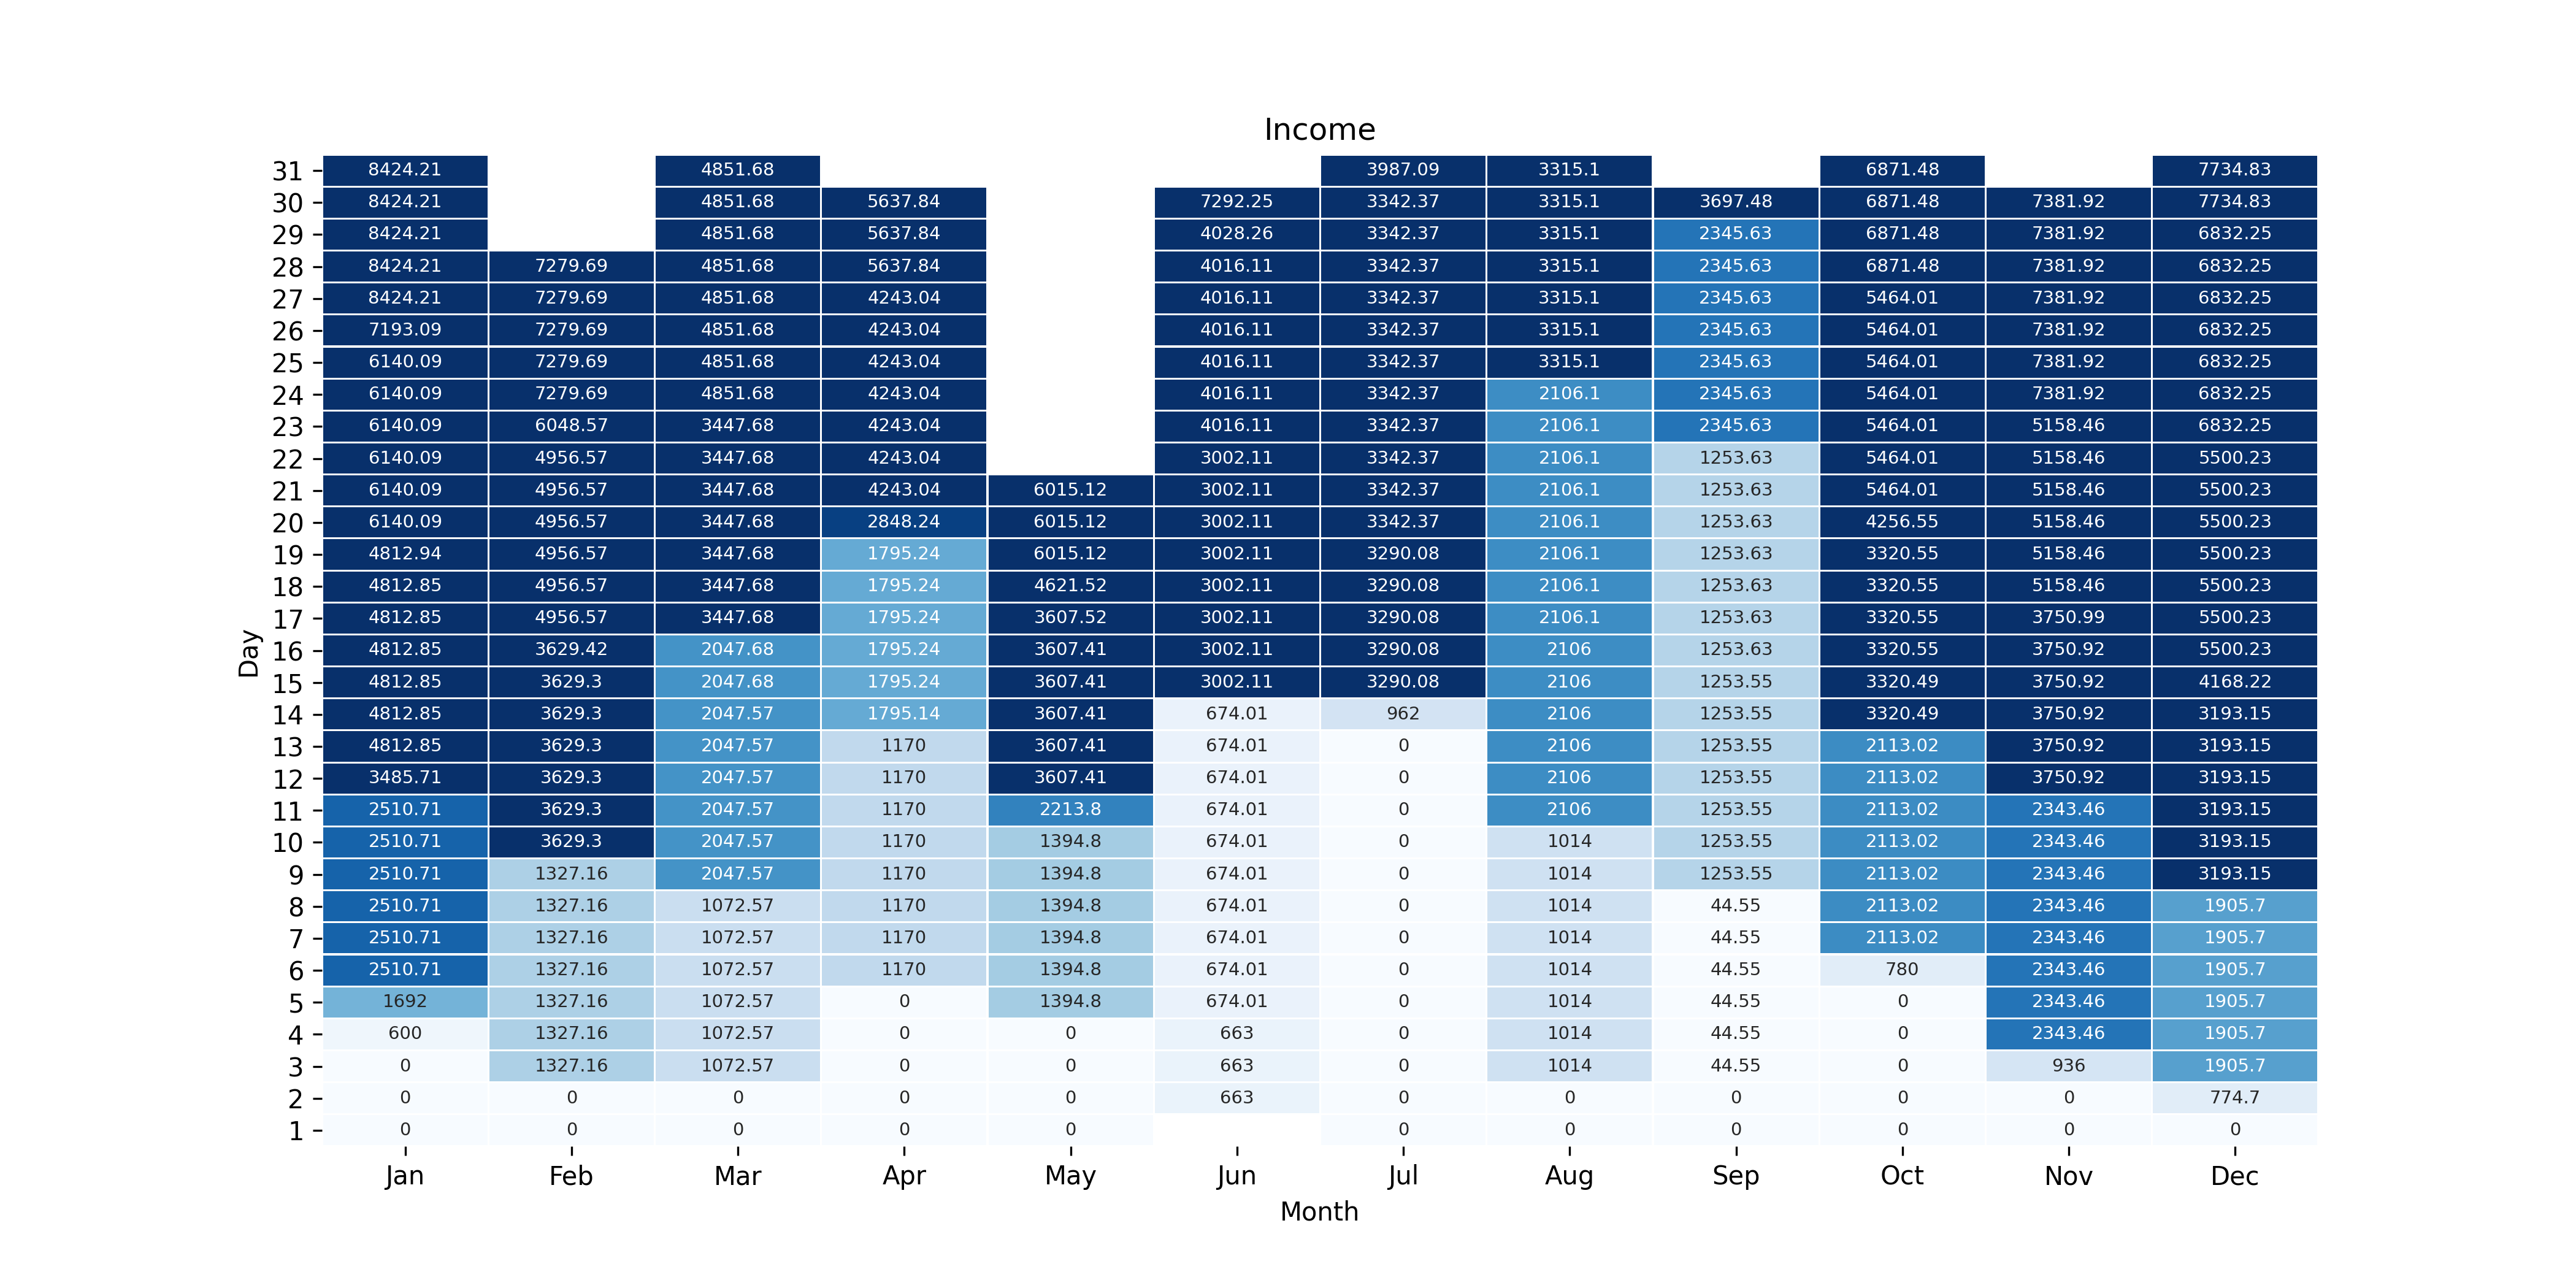 Income
31 8424.21 4851.68 3987.09 3315.1 6871.48 7734.83
30 8424.21 4851.68 5637.84 7292.25 3342.37 3315.1 3697.48 6871.48 7381.92 7734.83
29 8424.21 4851.68 5637.84 4028.26 3342.37 3315.1 2345.63 6871.48 7381.92 6832.25
28 8424.21 7279.69 4851.68 5637.84 4016.11 3342.37 3315.1 2345.63 6871.48 7381.92 6832.25
27 8424.21 7279.69 4851.68 4243.04 4016.11 3342.37 3315.1 2345.63 5464.01 7381.92 6832.25
26 7193.09 7279.69 4851.68 4243.04 4016.11 3342.37 3315.1 2345.63 5464.01 7381.92 6832.25
25 6140.09 7279.69 4851.68 4243.04 4016.11 3342.37 3315.1 2345.63 5464.01 7381.92 6832.25
24 6140.09 7279.69 4851.68 4243.04 4016.11 3342.37 2106.1 2345.63 5464.01 7381.92 6832.25
23 6140.09 6048.57 3447.68 4243.04 4016.11 3342.37 2106.1 2345.63 5464.01 5158.46 6832.25
22 6140.09 4956.57 3447.68 4243.04 3002.11 3342.37 2106.1 1253.63 5464.01 5158.46 5500.23
21 6140.09 4956.57 3447.68 4243.04 6015.12 3002.11 3342.37 2106.1 1253.63 5464.01 5158.46 5500.23
20 6140.09 4956.57 3447.68 2848.24 6015.12 3002.11 3342.37 2106.1 1253.63 4256.55 5158.46 5500.23
19 4812.94 4956.57 3447.68 1795.24 6015.12 3002.11 3290.08 2106.1 1253.63 3320.55 5158.46 5500.23
18 4812.85 4956.57 3447.68 1795.24 4621.52 3002.11 3290.08 2106.1 1253.63 3320.55 5158.46 5500.23
17 4812.85 4956.57 3447.68 1795.24 3607.52 3002.11 3290.08 2106.1 1253.63 3320.55 3750.99 5500.23
16 4812.85 3629.42 2047.68 1795.24 3607.41 3002.11 3290.08 2106 1253.63 3320.55 3750.92 5500.23
Day
15 4812.85 3629.3 2047.68 1795.24 3607.41 3002.11 3290.08 2106 1253.55 3320.49 3750.92 4168.22
14 4812.85 3629.3 2047.57 1795.14 3607.41 674.01 962 2106 1253.55 3320.49 3750.92 3193.15
13 4812.85 3629.3 2047.57 1170 3607.41 674.01 0 2106 1253.55 2113.02 3750.92 3193.15
12 3485.71 3629.3 2047.57 1170 3607.41 674.01 0 2106 1253.55 2113.02 3750.92 3193.15
11 2510.71 3629.3 2047.57 1170 2213.8 674.01 0 2106 1253.55 2113.02 2343.46 3193.15
10 2510.71 3629.3 2047.57 1170 1394.8 674.01 0 1014 1253.55 2113.02 2343.46 3193.15
9 2510.71 1327.16 2047.57 1170 1394.8 674.01 0 1014 1253.55 2113.02 2343.46 3193.15
8 2510.71 1327.16 1072.57 1170 1394.8 674.01 0 1014 44.55 2113.02 2343.46 1905.7
7 2510.71 1327.16 1072.57 1170 1394.8 674.01 0 1014 44.55 2113.02 2343.46 1905.7
6 2510.71 1327.16 1072.57 1170 1394.8 674.01 0 1014 44.55 780 2343.46 1905.7
5 1692 1327.16 1072.57 0 1394.8 674.01 0 1014 44.55 0 2343.46 1905.7
4 600 1327.16 1072.57 0 0 663 0 1014 44.55 0 2343.46 1905.7
3 0 1327.16 1072.57 0 0 663 0 1014 44.55 0 936 1905.7
2 0 0 0 0 0 663 0 0 0 0 0 774.7
1 0 0 0 0 0 0 0 0 0 0 0
Jan Feb Mar Apr May Jun Jul Aug Sep Oct Nov Dec
Month